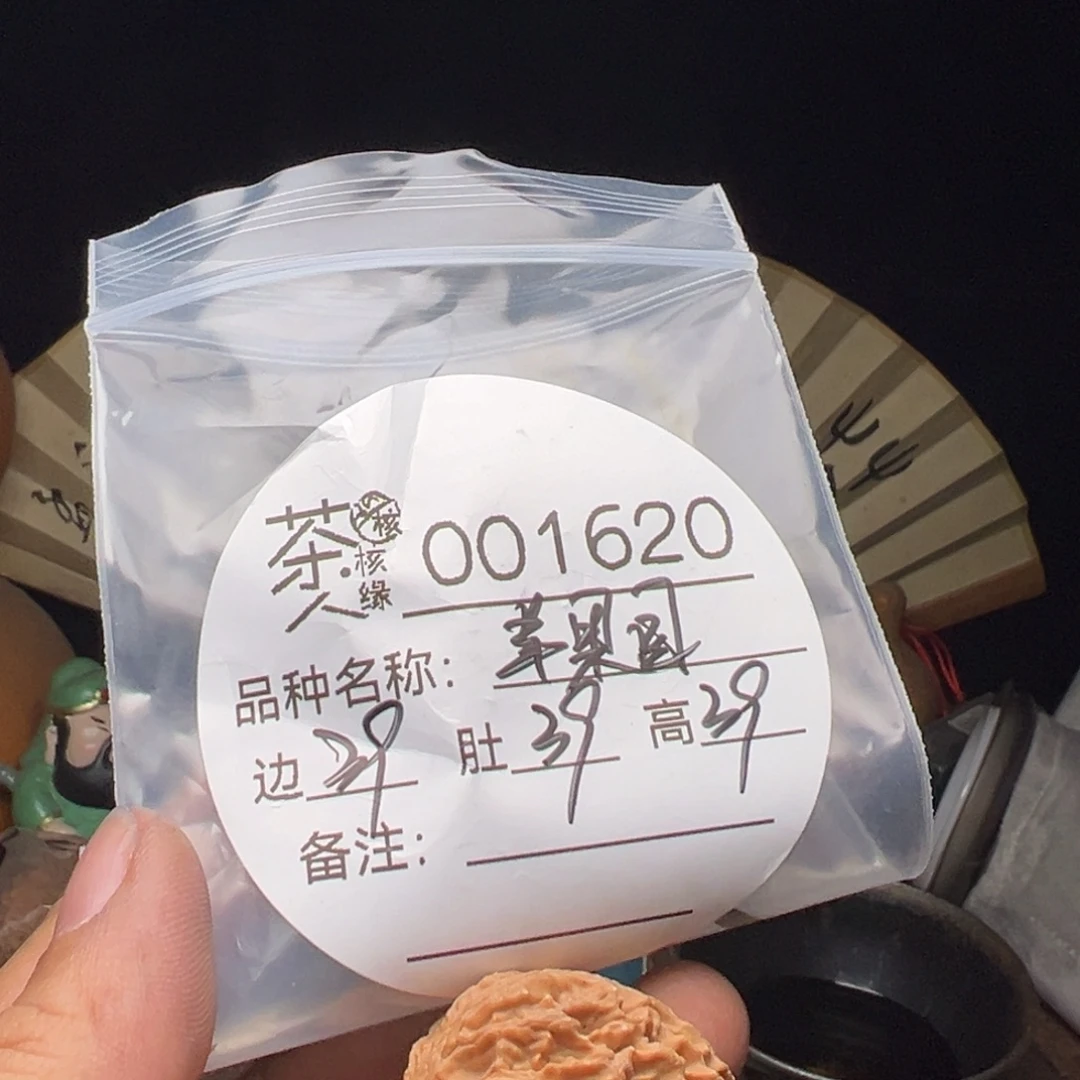 茶人 核缘 001620
品种名称：苹果园
边 39 肚 39 高 39
备注：